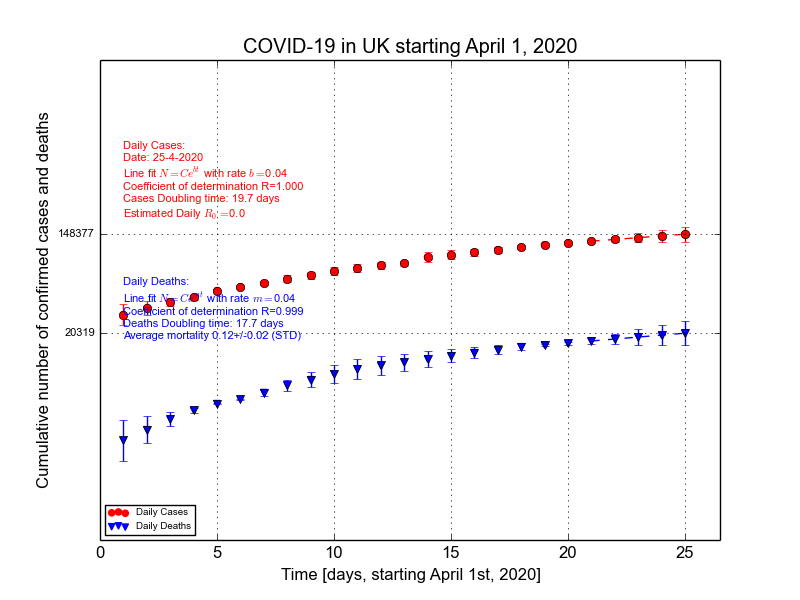 COVID-19 in UK starting April 1, 2020
Cumulative number of confirmed cases and deaths
Daily Cases:
Date: 25-4-2020
Line fit N = Ce^{bt} with rate b =0.04
Coefficient of determination R=1.000
Cases Doubling time: 19.7 days
Estimated Daily R₀ =0.0
148377
Daily Deaths:
Line fit N = Ce^{mt} with rate m =0.04
Coefficient of determination R=0.999
Deaths Doubling time: 17.7 days
20319
Average mortality 0.12+/-0.02 (STD)
Daily Cases
Daily Deaths
0 5 10 15 20 25
Time [days, starting April 1st, 2020]